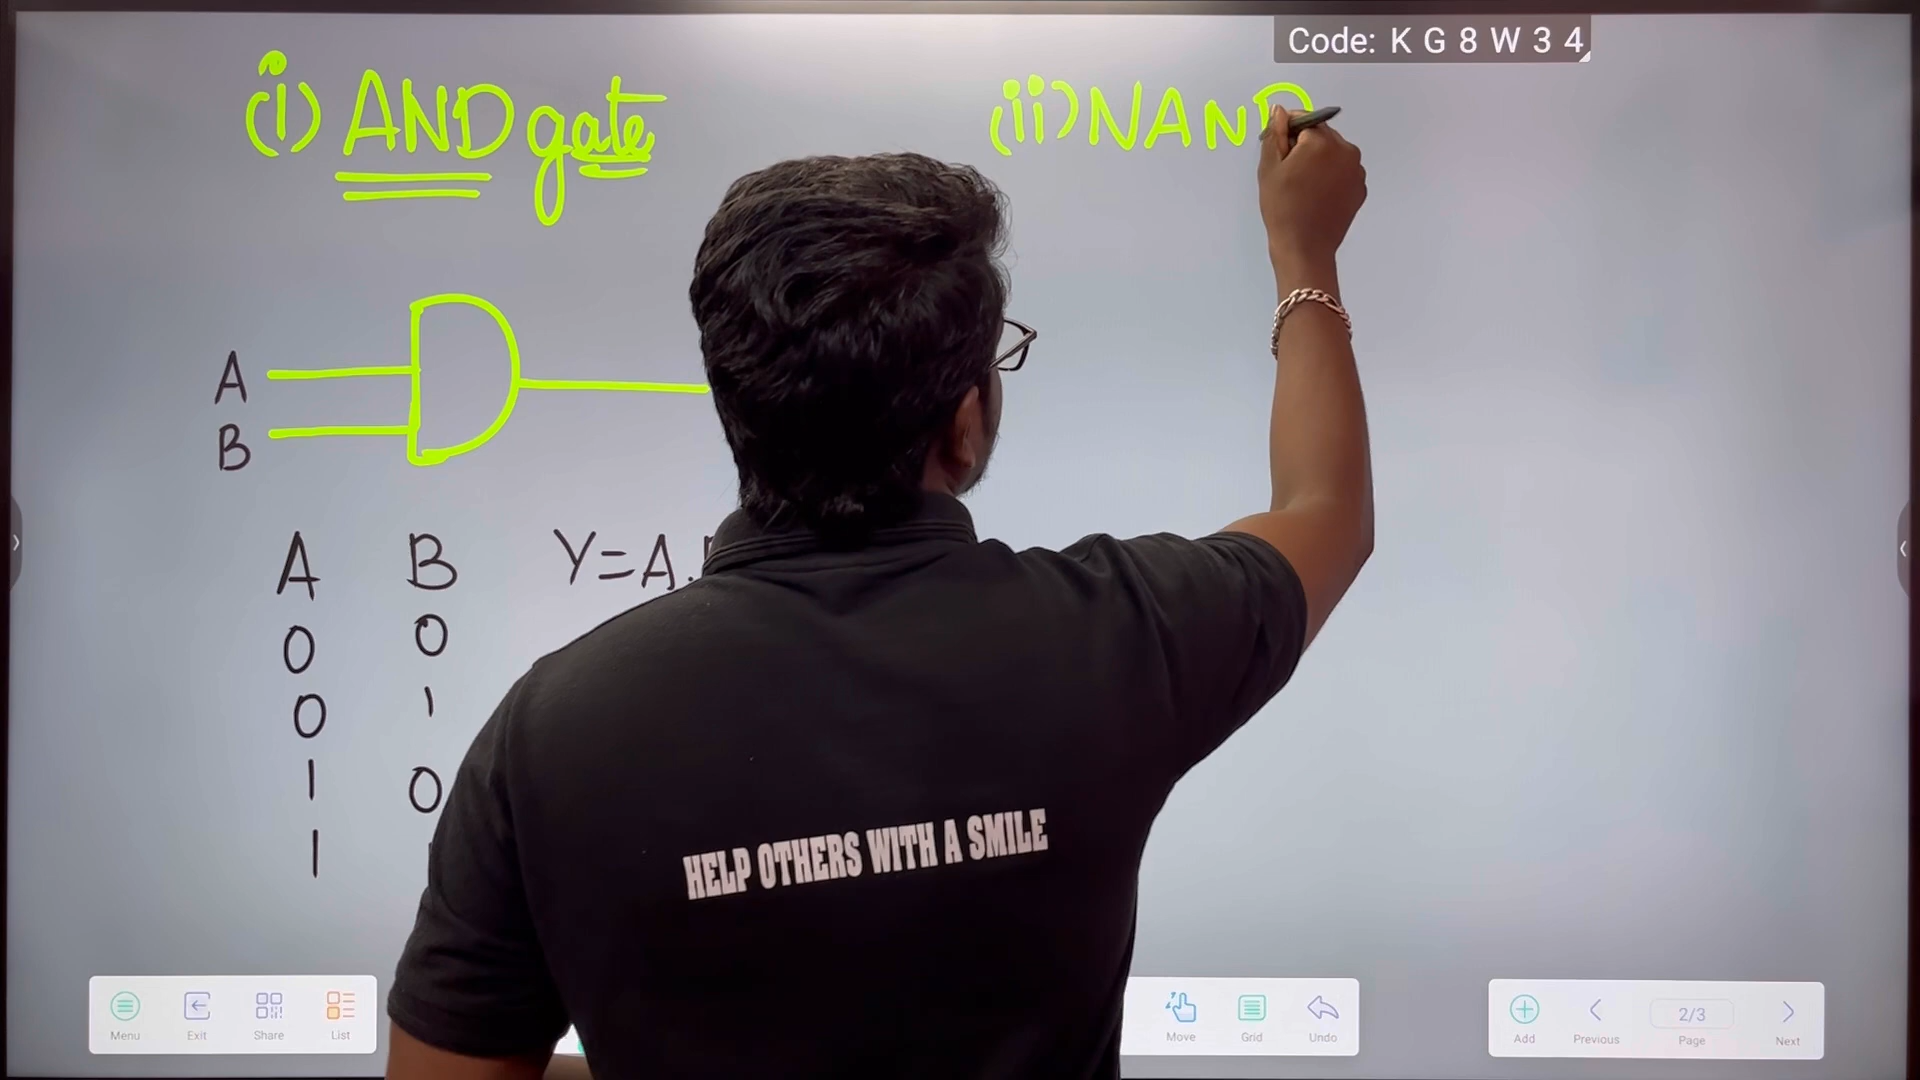 Code: K G 8 W 3 4
(i) AND gate
(ii) NAND
A
B
A B Y=A.
0 0
0 1
1 0
1
HELP OTHERS WITH A SMILE
Menu Exit Share List Move Grid Undo Add Previous 2/3 Page Next